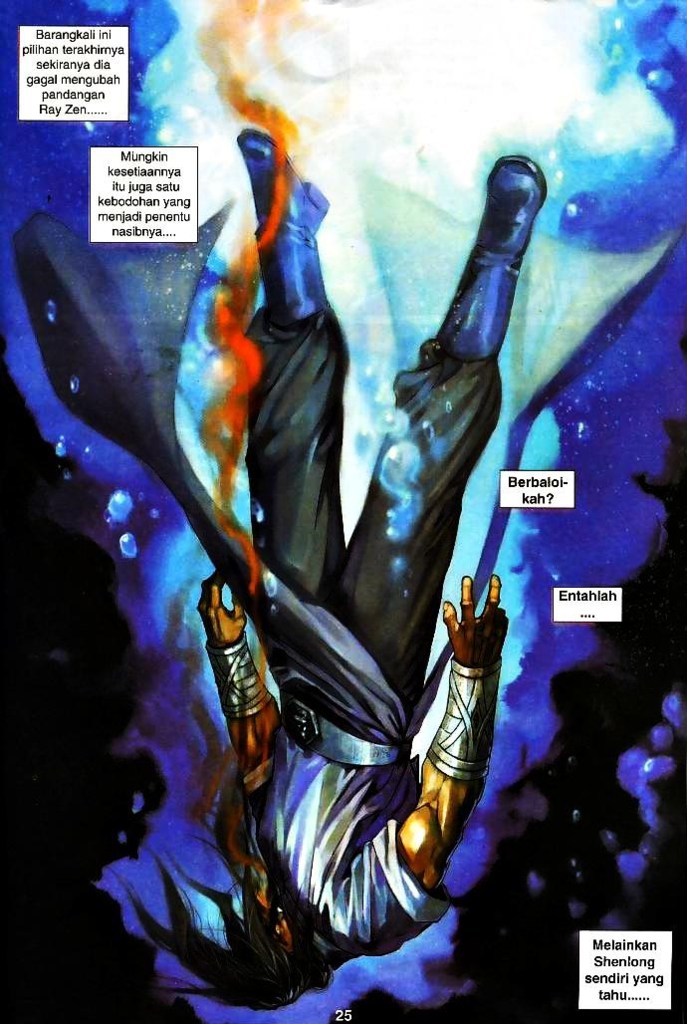 Barangkali ini
pilihan terakhirnya
sekiranya dia
gagal mengubah
pandangan
Ray Zen......
Mungkin
kesetiaannya
itu juga satu
kebodohan yang
menjadi penentu
nasibnya....
Berbaloi-
kah?
Entahlah
....
Melainkan
Shenlong
sendiri yang
tahu......
25